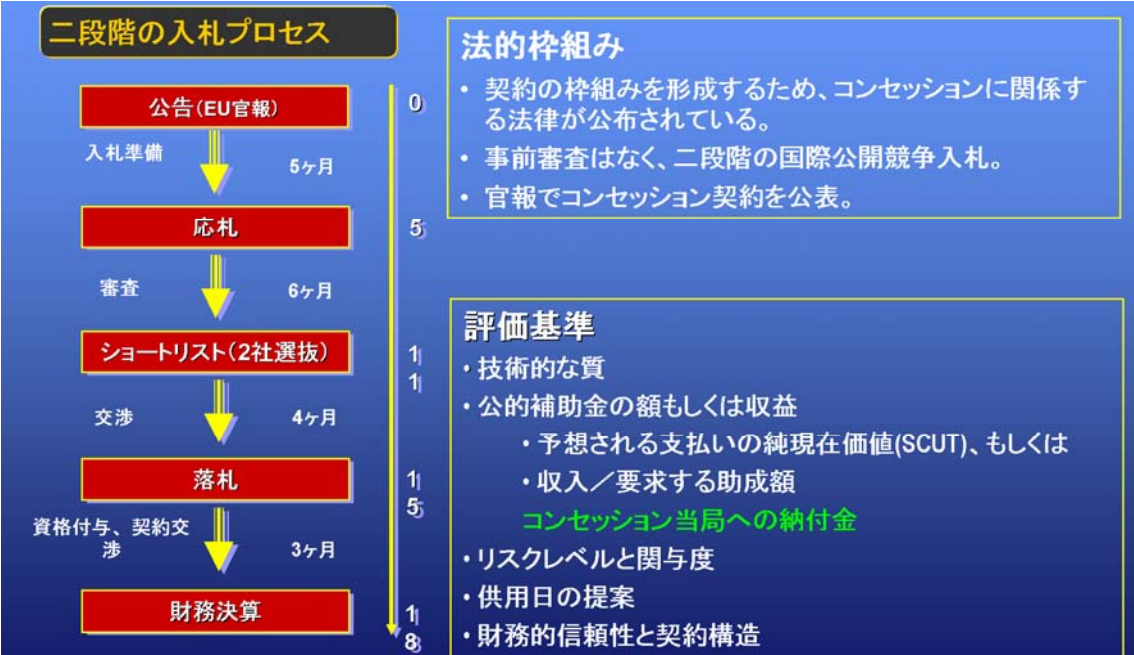 二段階の入札プロセス
公告(EU官報)
0
入札準備
5ヶ月
応札
5
審査
6ヶ月
ショートリスト(2社選抜)
11
交渉
4ヶ月
落札
15
資格付与、契約交
渉
3ヶ月
財務決算
18
法的枠組み
• 契約の枠組みを形成するため、コンセッションに関係す
る法律が公布されている。
• 事前審査はなく、二段階の国際公開競争入札。
• 官報でコンセッション契約を公表。
評価基準
・技術的な質
・公的補助金の額もしくは収益
・予想される支払いの純現在価値(SCUT)、もしくは
・収入／要求する助成額
コンセッション当局への納付金
・リスクレベルと関与度
・供用日の提案
・財務的信頼性と契約構造